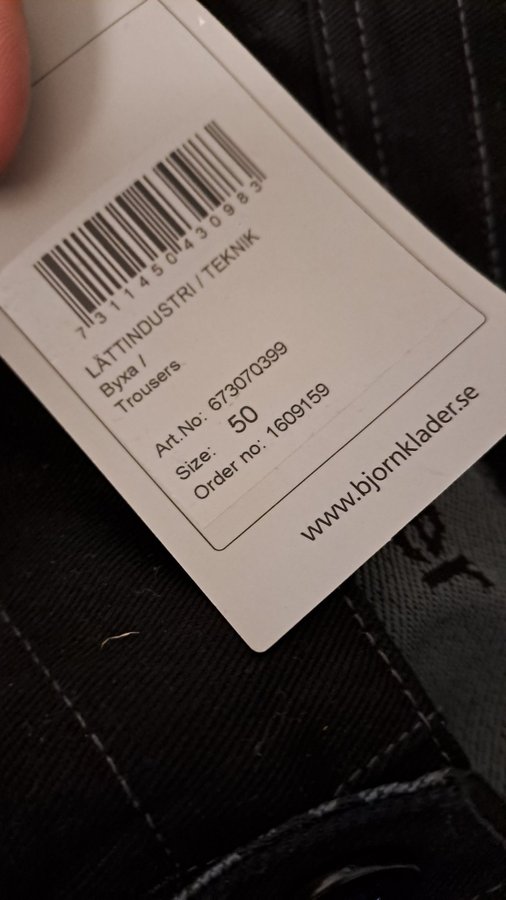 7311450430983
LÄTTINDUSTRI / TEKNIK
Byxa /
Trousers
Art.No: 673070399
Size: 50
Order no: 1609159
www.bjornklader.se